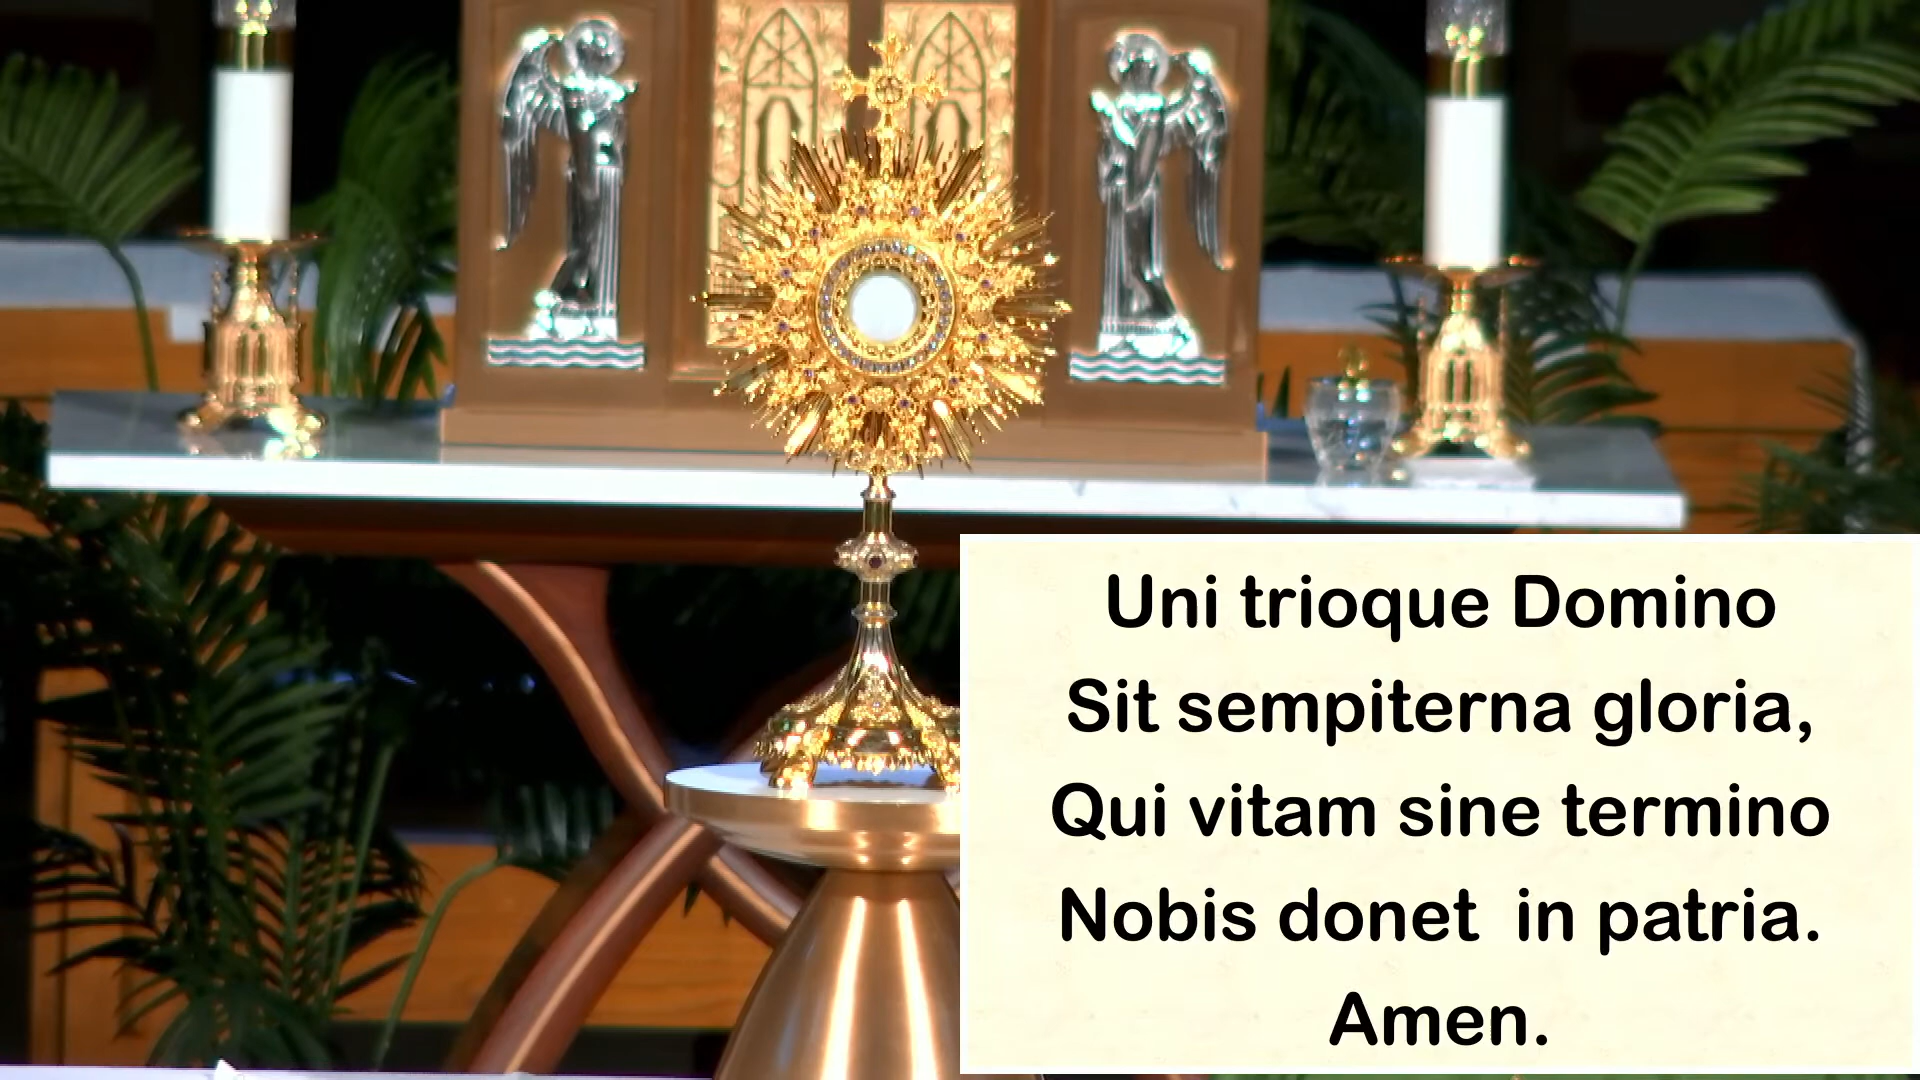 Uni trioque Domino
Sit sempiterna gloria,
Qui vitam sine termino
Nobis donet in patria.
Amen.